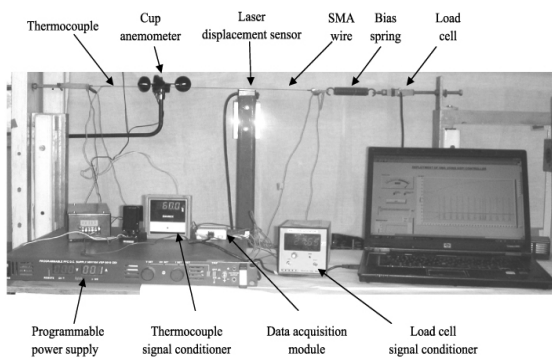 Thermocouple
Cup
anemometer
Laser
displacement sensor
SMA
wire
Bias
spring
Load
cell
Programmable
power supply
Thermocouple
signal conditioner
Data acquisition
module
Load cell
signal conditioner